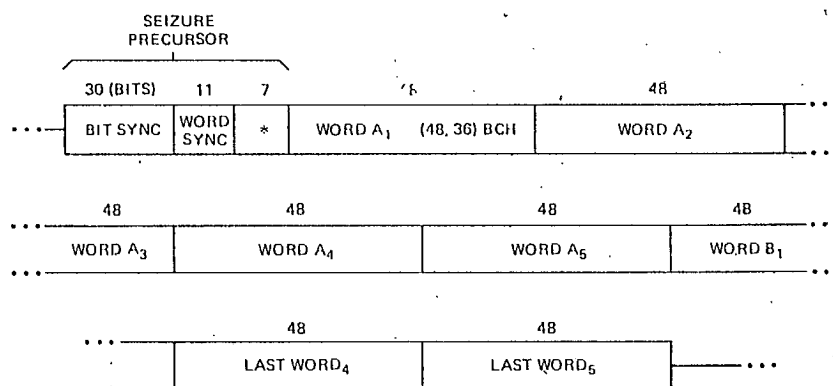 SEIZURE
PRECURSOR
30 (BITS) 11 7 48
BIT SYNC WORD SYNC * WORD A₁ (48, 36) BCH WORD A₂
48 48 48 48
WORD A₃ WORD A₄ WORD A₅ WORD B₁
48 48
LAST WORD₄ LAST WORD₅